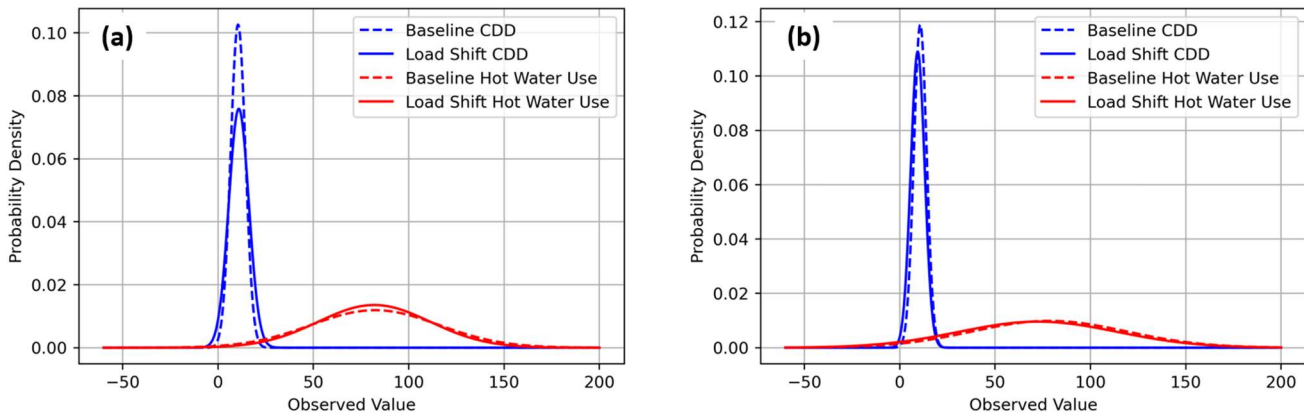 (a)
Baseline CDD
Load Shift CDD
Baseline Hot Water Use
Load Shift Hot Water Use
Probability Density
0.10
0.08
0.06
0.04
0.02
0.00
−50
0
50
100
150
200
Observed Value
(b)
Baseline CDD
Load Shift CDD
Baseline Hot Water Use
Load Shift Hot Water Use
Probability Density
0.12
0.10
0.08
0.06
0.04
0.02
0.00
−50
0
50
100
150
200
Observed Value